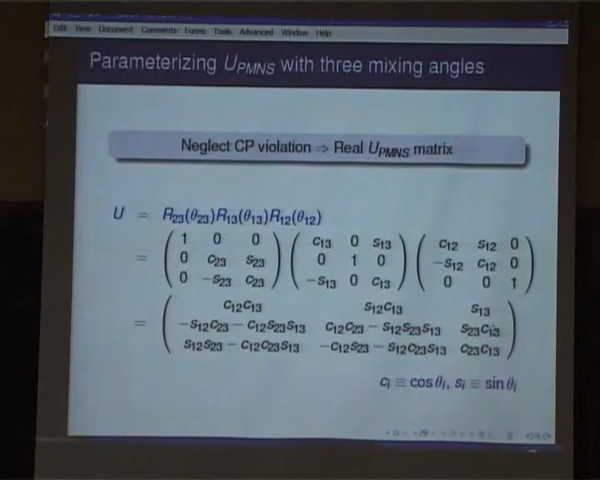 Edit View Document Comments Forms Tools Advanced Window Help
Parameterizing U_PMNS with three mixing angles
Neglect CP violation ⇒ Real U_PMNS matrix
U = R₂₃(θ₂₃)R₁₃(θ₁₃)R₁₂(θ₁₂)
= ( 1 0 0 ) ( c₁₃ 0 s₁₃ ) ( c₁₂ s₁₂ 0 )
( 0 c₂₃ s₂₃ ) ( 0 1 0 ) ( −s₁₂ c₁₂ 0 )
( 0 −s₂₃ c₂₃ ) ( −s₁₃ 0 c₁₃ ) ( 0 0 1 )
= ( c₁₂c₁₃ s₁₂c₁₃ s₁₃ )
( −s₁₂c₂₃ − c₁₂s₂₃s₁₃ c₁₂c₂₃ − s₁₂s₂₃s₁₃ s₂₃c₁₃ )
( s₁₂s₂₃ − c₁₂c₂₃s₁₃ −c₁₂s₂₃ − s₁₂c₂₃s₁₃ c₂₃c₁₃ )
cᵢ ≡ cos θᵢ, sᵢ ≡ sin θᵢ